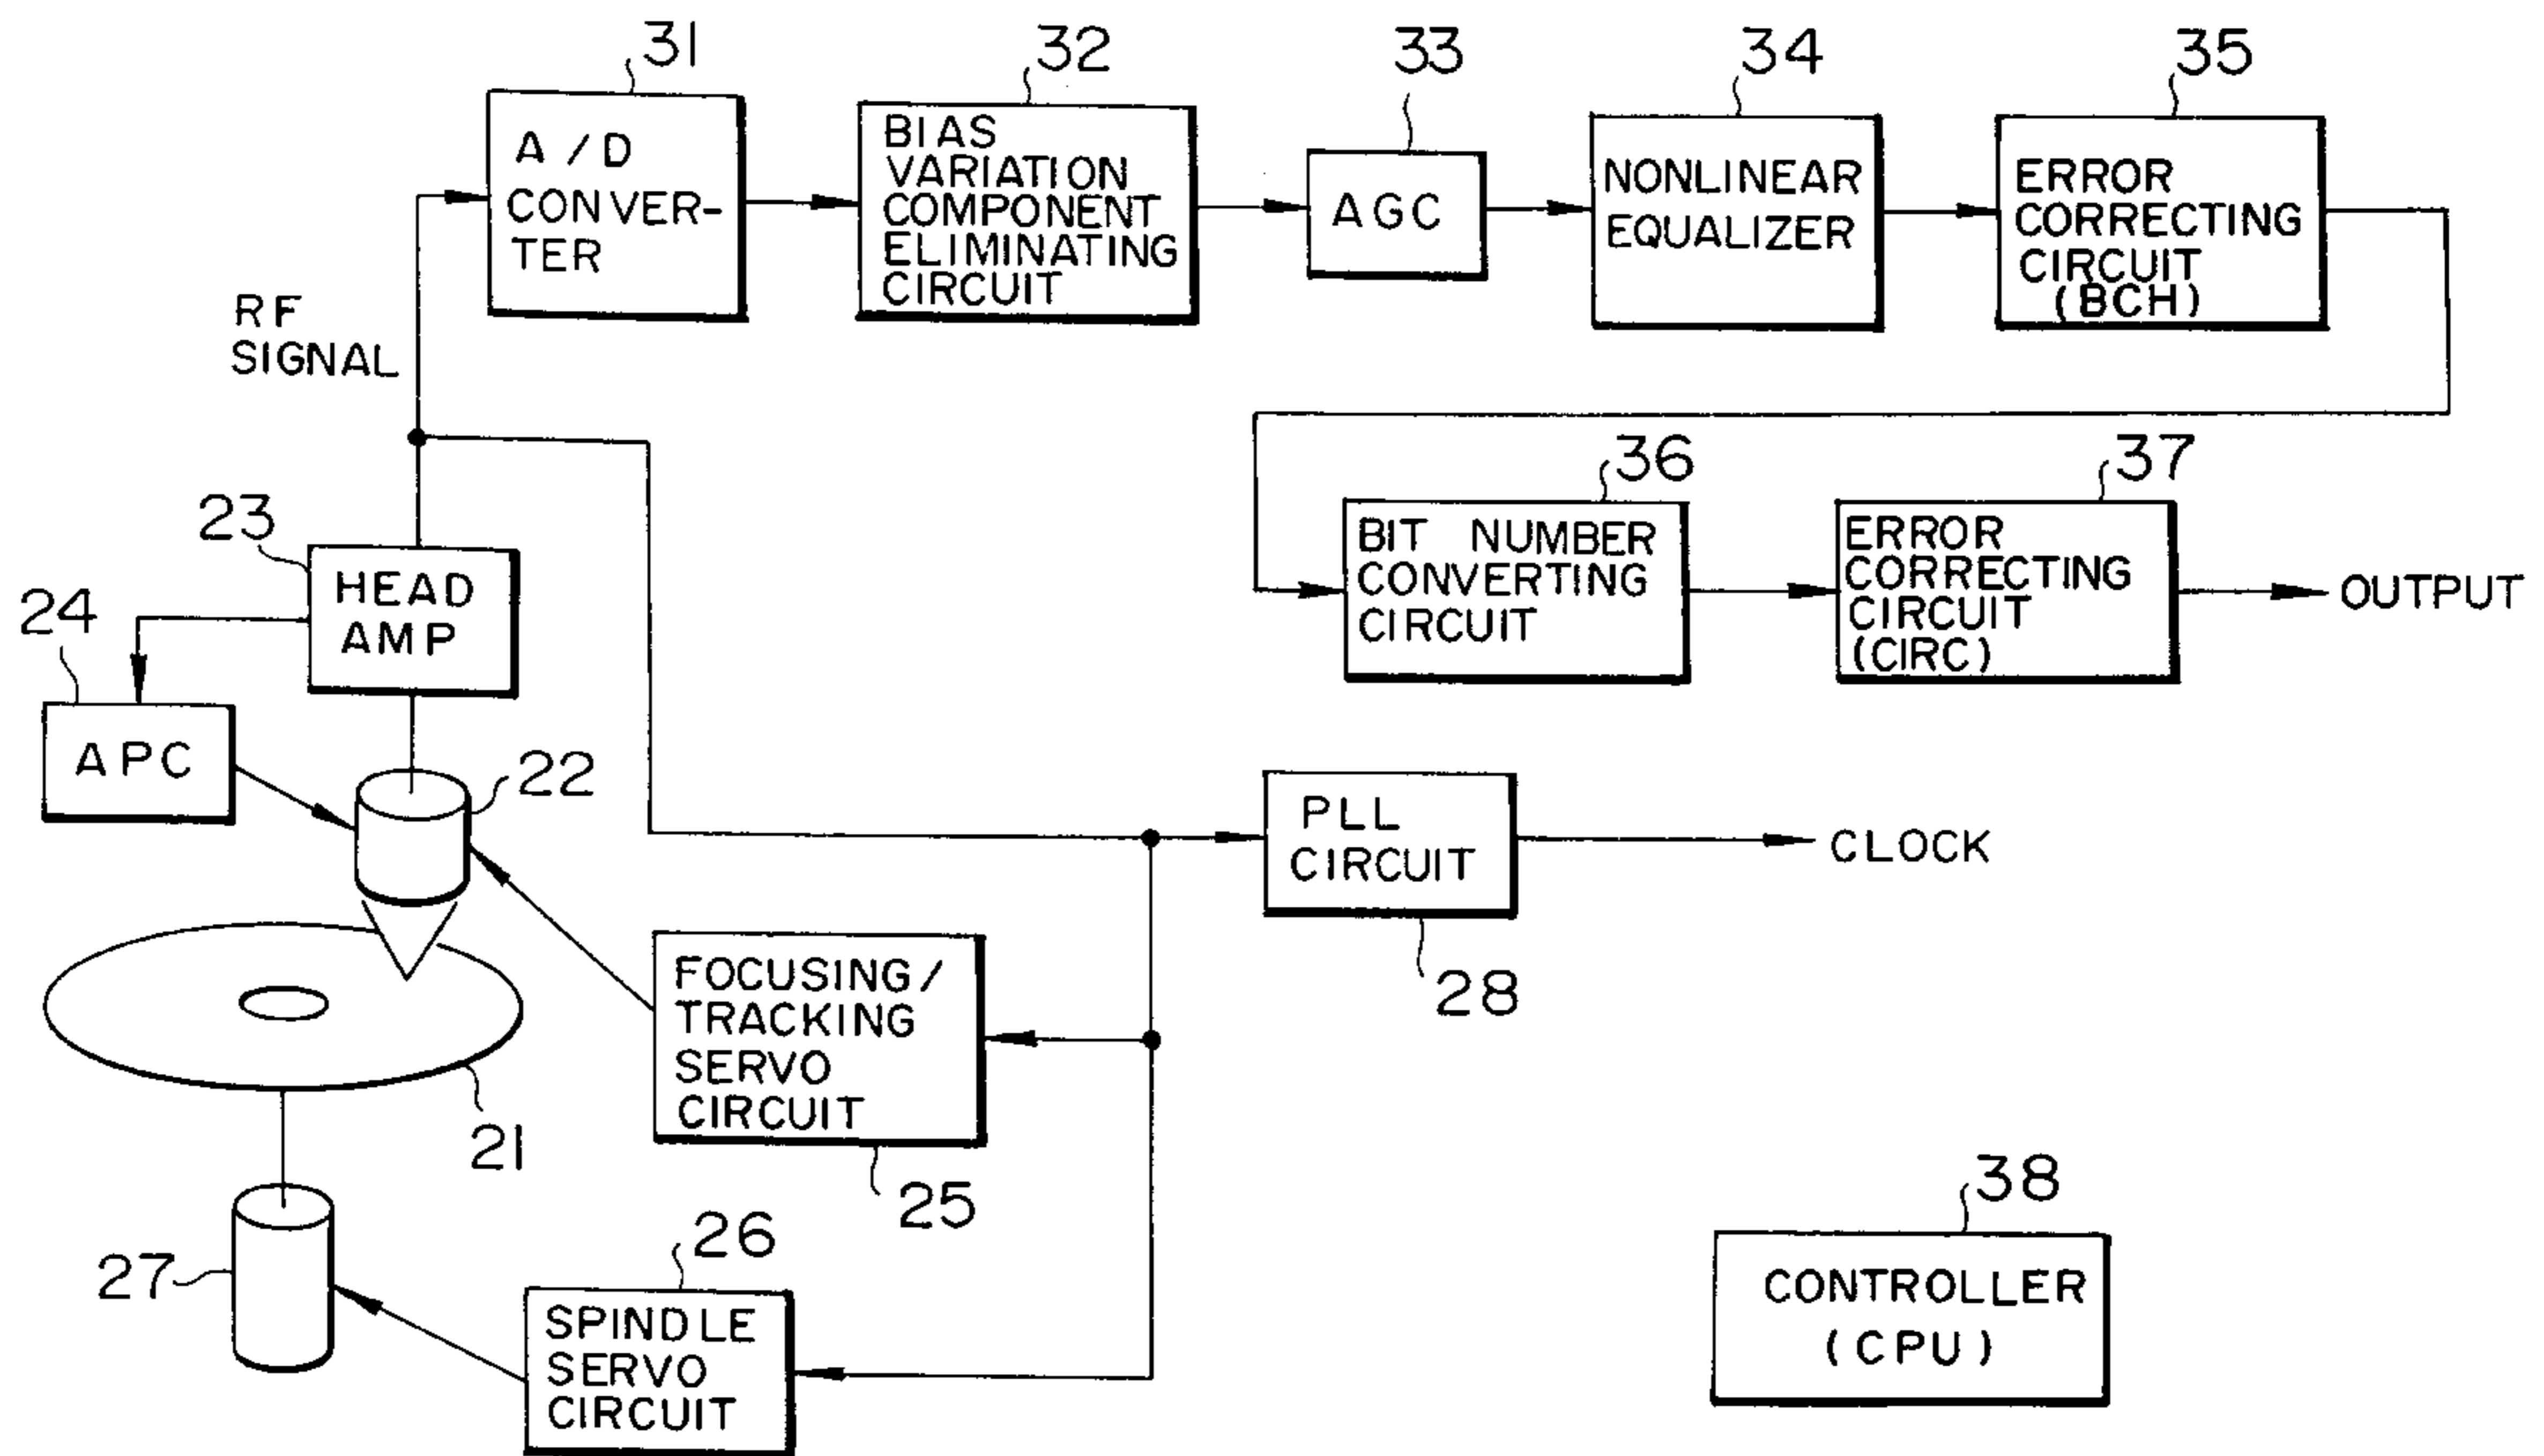 31
32
33
34
35
A/D
CONVER-
TER
BIAS
VARIATION
COMPONENT
ELIMINATING
CIRCUIT
AGC
NONLINEAR
EQUALIZER
ERROR
CORRECTING
CIRCUIT
(BCH)
RF
SIGNAL
36
37
23
HEAD
AMP
BIT NUMBER
CONVERTING
CIRCUIT
ERROR
CORRECTING
CIRCUIT
(CIRC)
OUTPUT
24
APC
22
PLL
CIRCUIT
CLOCK
28
FOCUSING/
TRACKING
SERVO
CIRCUIT
21
25
38
26
27
SPINDLE
SERVO
CIRCUIT
CONTROLLER
(CPU)